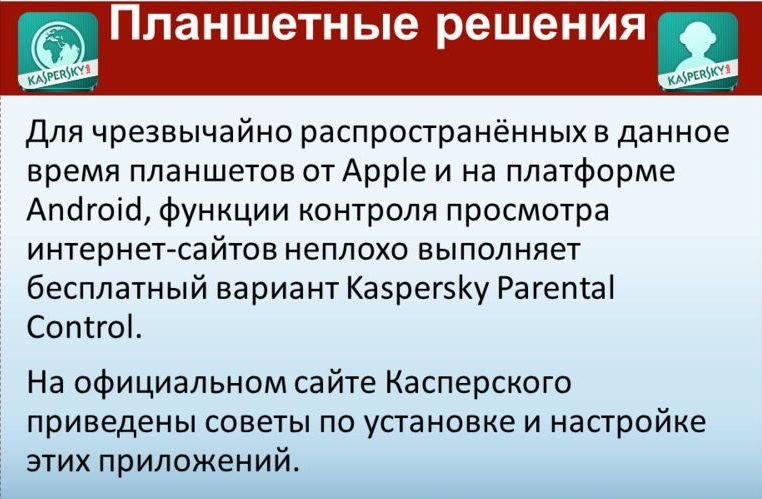 Планшетные решения
KASPERSKY
KASPERSKY
Для чрезвычайно распространённых в данное
время планшетов от Apple и на платформе
Android, функции контроля просмотра
интернет-сайтов неплохо выполняет
бесплатный вариант Kaspersky Parental
Control.
На официальном сайте Касперского
приведены советы по установке и настройке
этих приложений.